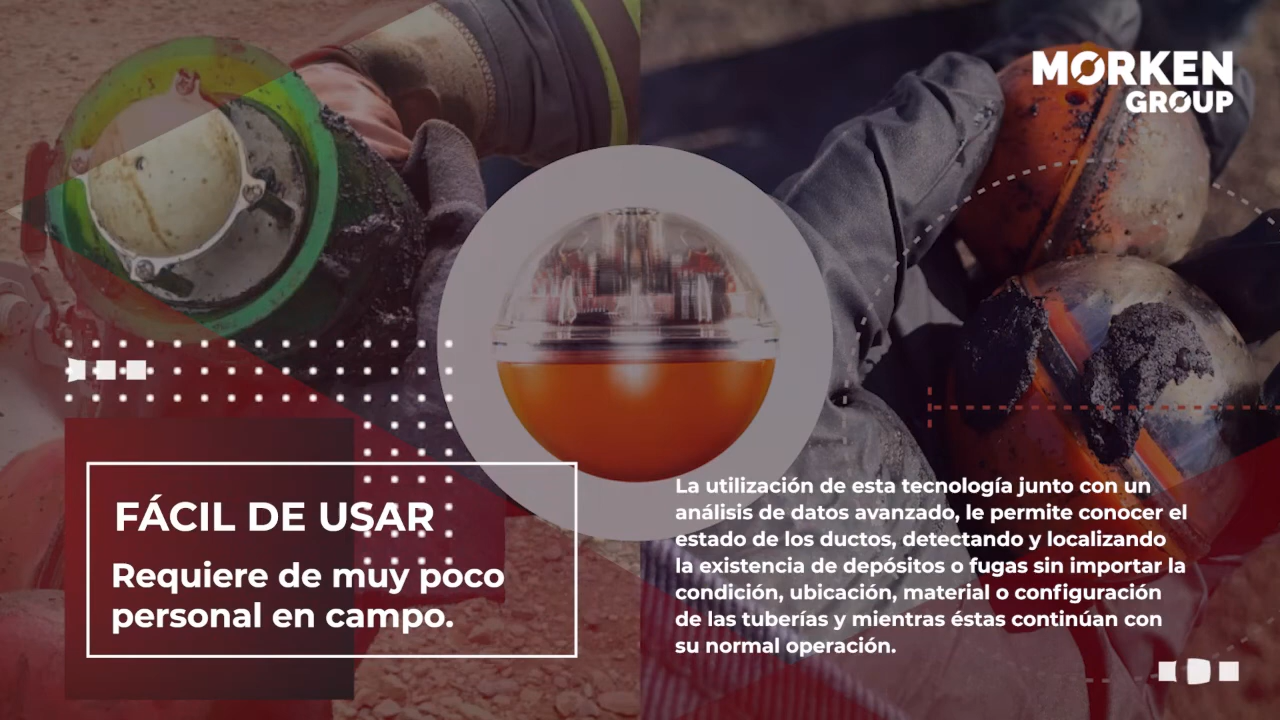 MORKEN
GROUP
FÁCIL DE USAR
Requiere de muy poco
personal en campo.
La utilización de esta tecnología junto con un
análisis de datos avanzado, le permite conocer el
estado de los ductos, detectando y localizando
la existencia de depósitos o fugas sin importar la
condición, ubicación, material o configuración
de las tuberías y mientras éstas continúan con
su normal operación.